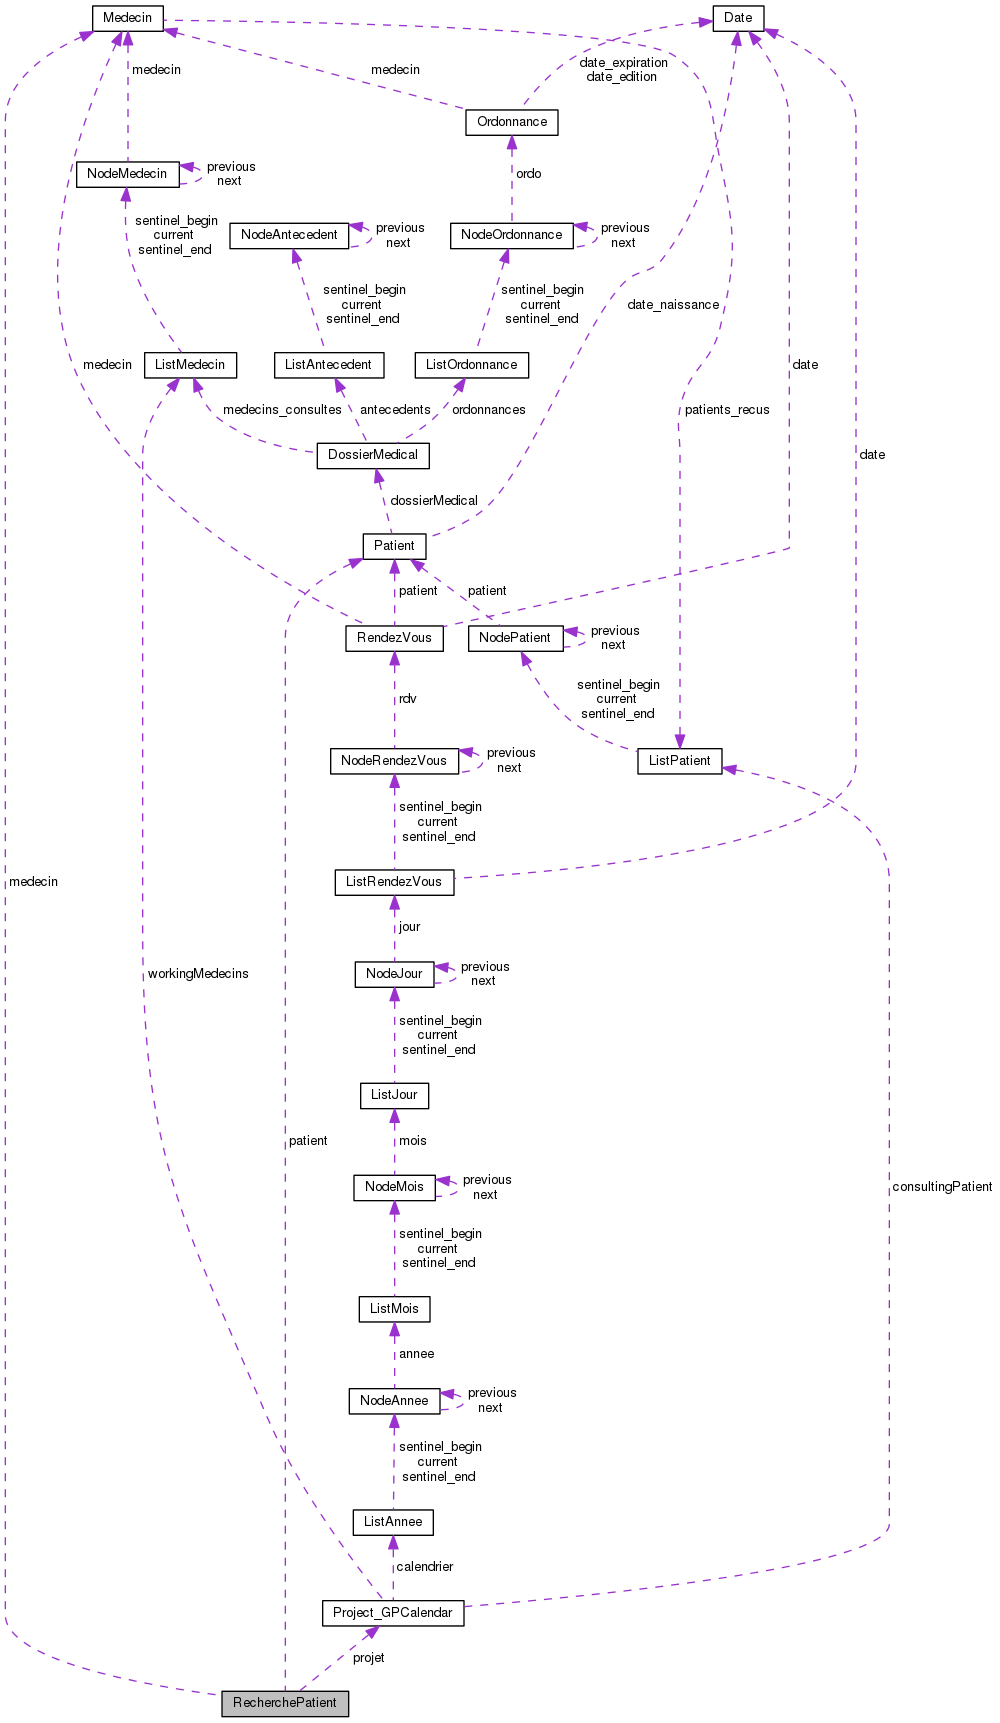 Medecin
Date
date_expiration
date_edition
medecin
medecin
Ordonnance
NodeMedecin
previous
next
ordo
sentinel_begin
current
sentinel_end
NodeAntecedent
previous
next
NodeOrdonnance
previous
next
sentinel_begin
current
sentinel_end
sentinel_begin
current
sentinel_end
date_naissance
medecin
ListMedecin
ListAntecedent
ListOrdonnance
date
medecins_consultes
antecedents
ordonnances
patients_recus
DossierMedical
date
dossierMedical
Patient
patient
patient
RendezVous
NodePatient
previous
next
rdv
sentinel_begin
current
sentinel_end
NodeRendezVous
previous
next
ListPatient
sentinel_begin
current
sentinel_end
medecin
ListRendezVous
jour
workingMedecins
NodeJour
previous
next
sentinel_begin
current
sentinel_end
ListJour
patient
mois
NodeMois
previous
next
consultingPatient
sentinel_begin
current
sentinel_end
ListMois
annee
NodeAnnee
previous
next
sentinel_begin
current
sentinel_end
ListAnnee
calendrier
Project_GPCalendar
projet
RecherchePatient